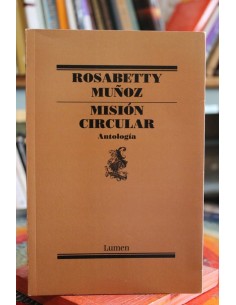 ROSABETTY
MUÑOZ
MISIÓN
CIRCULAR
Antología
Lumen